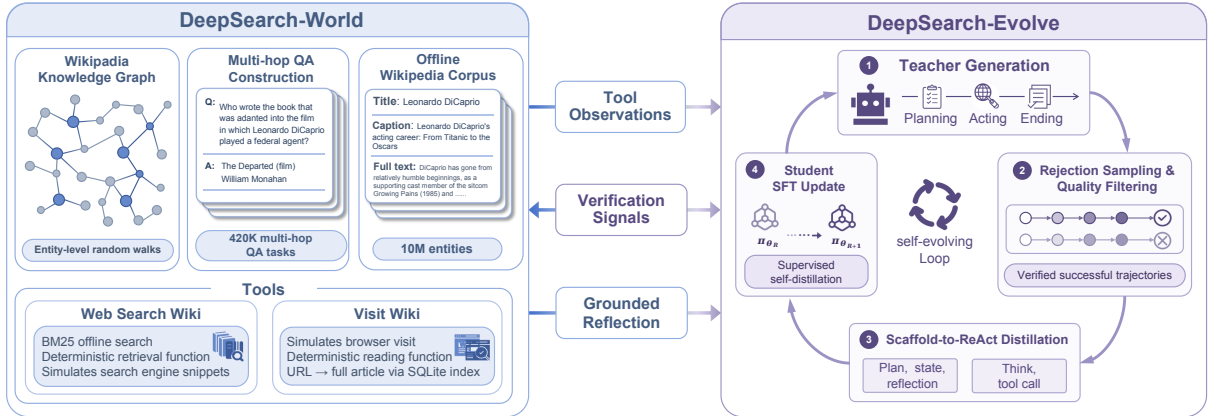 DeepSearch-World
Wikipadia
Knowledge Graph
Entity-level random walks
Multi-hop QA
Construction
Q:
Who wrote the book that
was adanted into the film
in which Leonardo DiCaprio
played a federal agent?
A:
The Departed (film)
William Monahan
420K multi-hop
QA tasks
Offline
Wikipedia Corpus
Title: Leonardo DiCaprio
Caption: Leonardo DiCaprio's
acting career: From Titanic to the
Oscars
Full text: DiCaprio has gone from
relatively humble beginnings, as a
supporting cast member of the sitcom
Growing Pains (1985) and ......
10M entities
Tools
Web Search Wiki
BM25 offline search
Deterministic retrieval function
Simulates search engine snippets
Visit Wiki
Simulates browser visit
Deterministic reading function
URL → full article via SQLite index
Tool
Observations
Verification
Signals
Grounded
Reflection
DeepSearch-Evolve
1
Teacher Generation
Planning
Acting
Ending
2
Rejection Sampling &
Quality Filtering
Verified successful trajectories
3
Scaffold-to-ReAct Distillation
Plan, state,
reflection
Think,
tool call
4
Student
SFT Update
π_θ_R
π_θ_R+1
Supervised
self-distillation
self-evolving
Loop